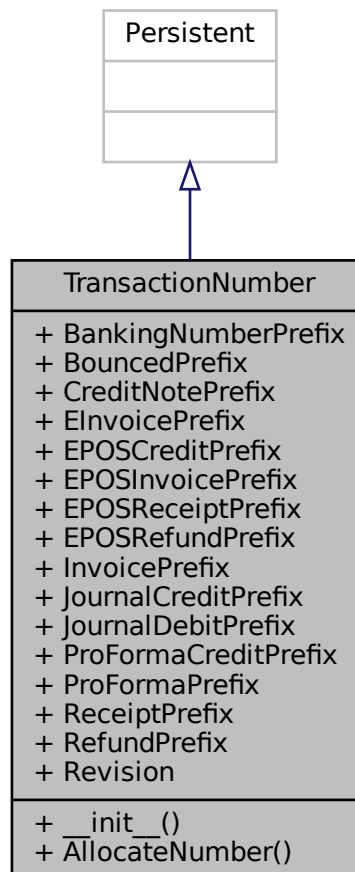 Persistent
TransactionNumber
+ BankingNumberPrefix
+ BouncedPrefix
+ CreditNotePrefix
+ EInvoicePrefix
+ EPOSCreditPrefix
+ EPOSInvoicePrefix
+ EPOSReceiptPrefix
+ EPOSRefundPrefix
+ InvoicePrefix
+ JournalCreditPrefix
+ JournalDebitPrefix
+ ProFormaCreditPrefix
+ ProFormaPrefix
+ ReceiptPrefix
+ RefundPrefix
+ Revision
+ __init__()
+ AllocateNumber()